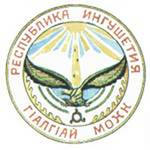 РЕСПУБЛИКА ИНГУШЕТИЯ
ГIАЛГIАЙ МОХК